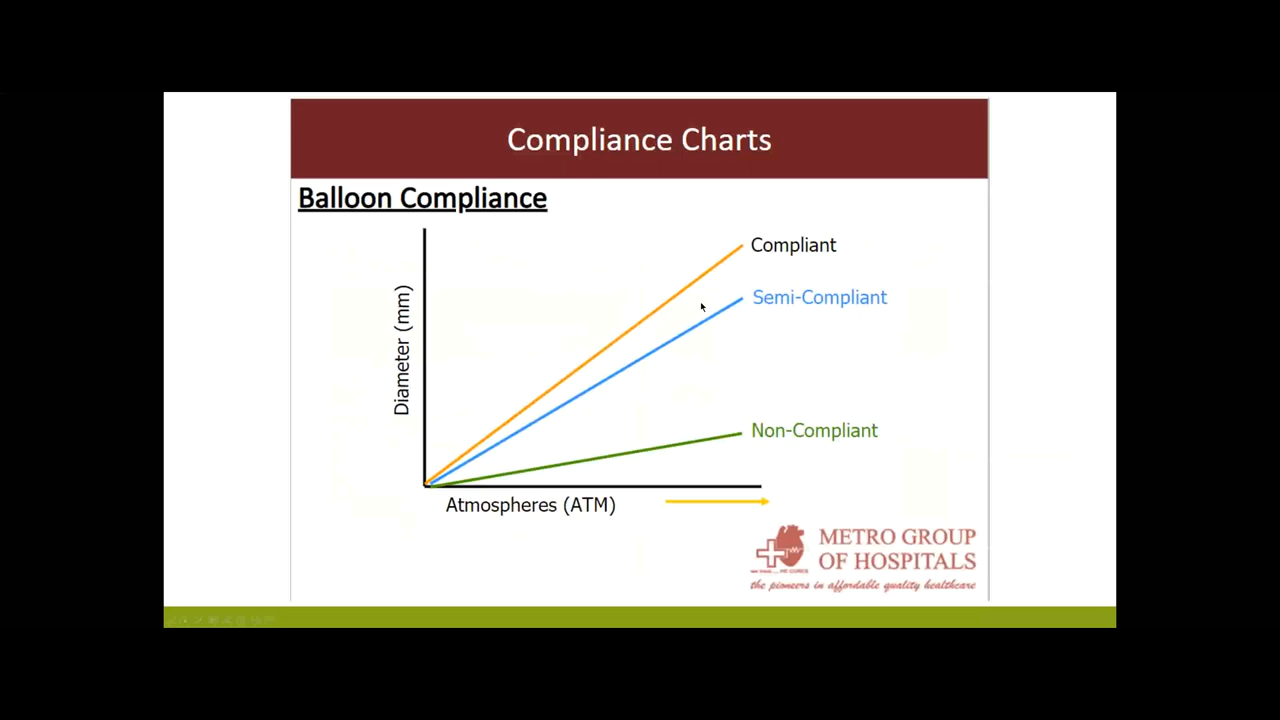 Compliance Charts
Balloon Compliance
Compliant
Semi-Compliant
Diameter (mm)
Non-Compliant
Atmospheres (ATM)
METRO GROUP
OF HOSPITALS
the pioneers in affordable quality healthcare